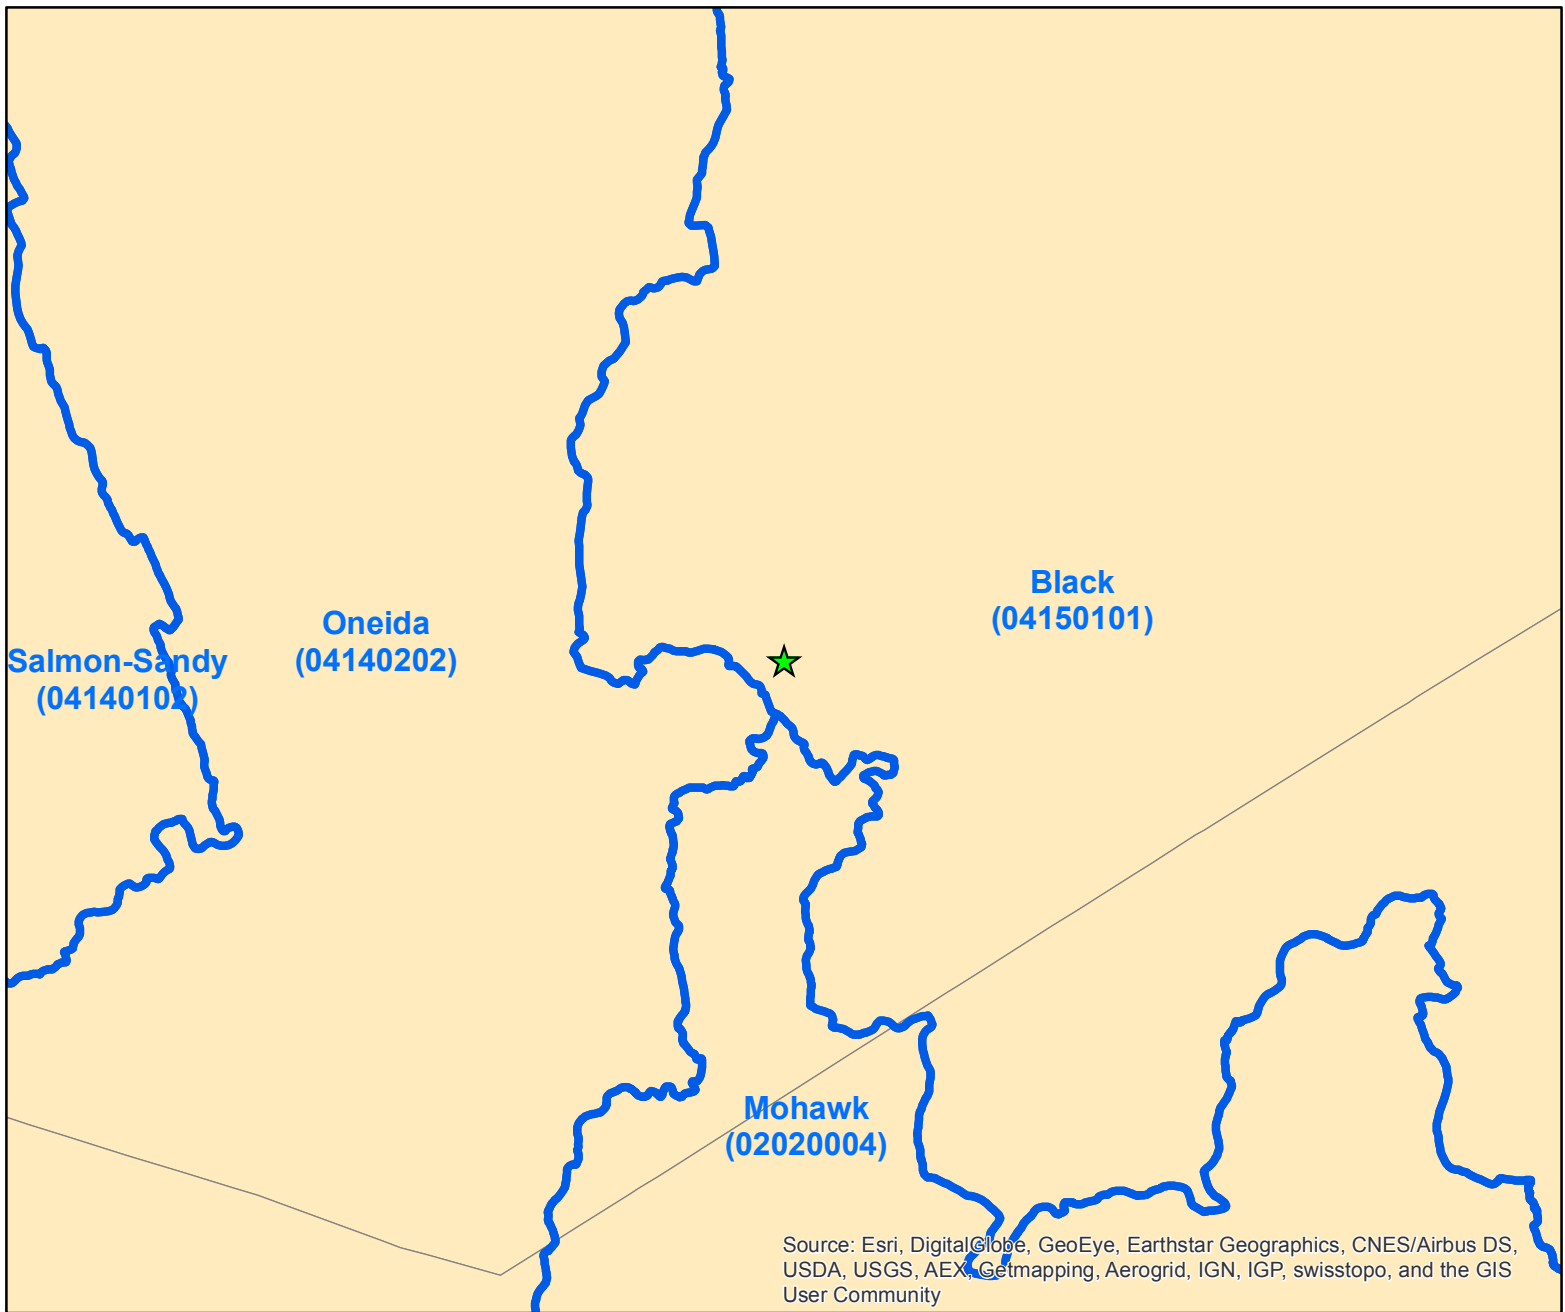 Black
(04150101)
Oneida
(04140202)
Salmon-Sandy
(04140102)
Mohawk
(02020004)
Source: Esri, DigitalGlobe, GeoEye, Earthstar Geographics, CNES/Airbus DS,
USDA, USGS, AEX, Getmapping, Aerogrid, IGN, IGP, swisstopo, and the GIS
User Community